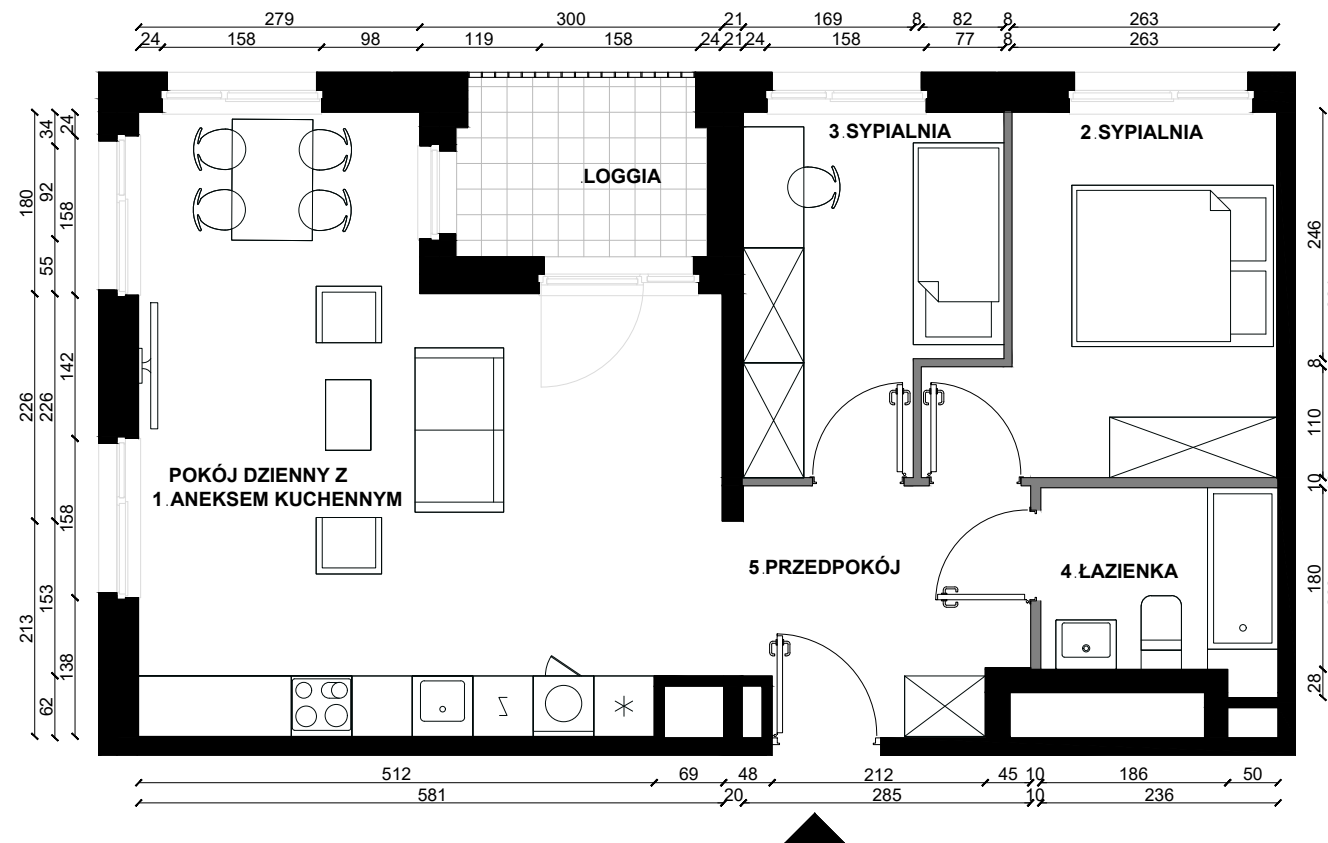 279 300 21 169 8 82 8 263
24 158 98 119 158 24 21 24 158 77 8 263
3.SYPIALNIA
2.SYPIALNIA
.LOGGIA
34 24
180 92 158
55
246
142
226 226
8
110
POKÓJ DZIENNY Z
1.ANEKSEM KUCHENNYM
10
158
5.PRZEDPOKÓJ
4.ŁAZIENKA
153
180
213
138
62
28
512 69 48 212 45 10 186 50
581 20 285 10 236